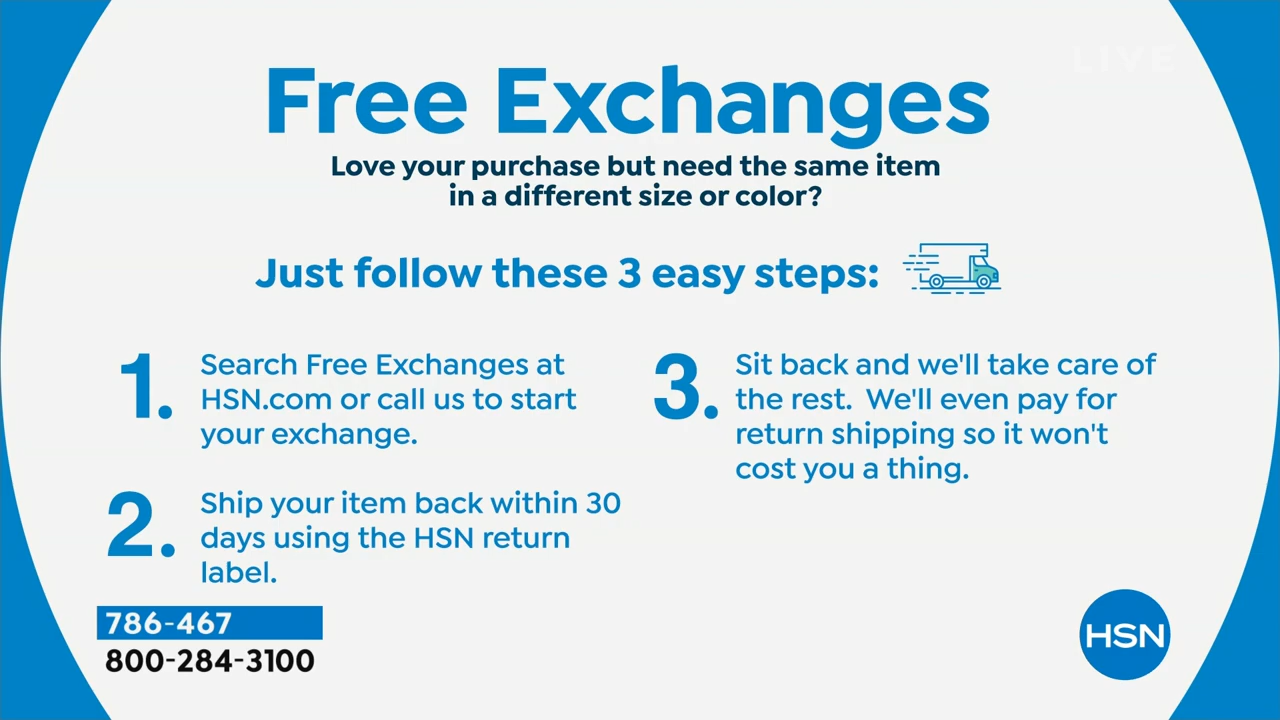 LIVE
Free Exchanges
Love your purchase but need the same item
in a different size or color?
Just follow these 3 easy steps:
1. Search Free Exchanges at
HSN.com or call us to start
your exchange.
2. Ship your item back within 30
days using the HSN return
label.
3. Sit back and we'll take care of
the rest.  We'll even pay for
return shipping so it won't
cost you a thing.
786-467
800-284-3100
HSN